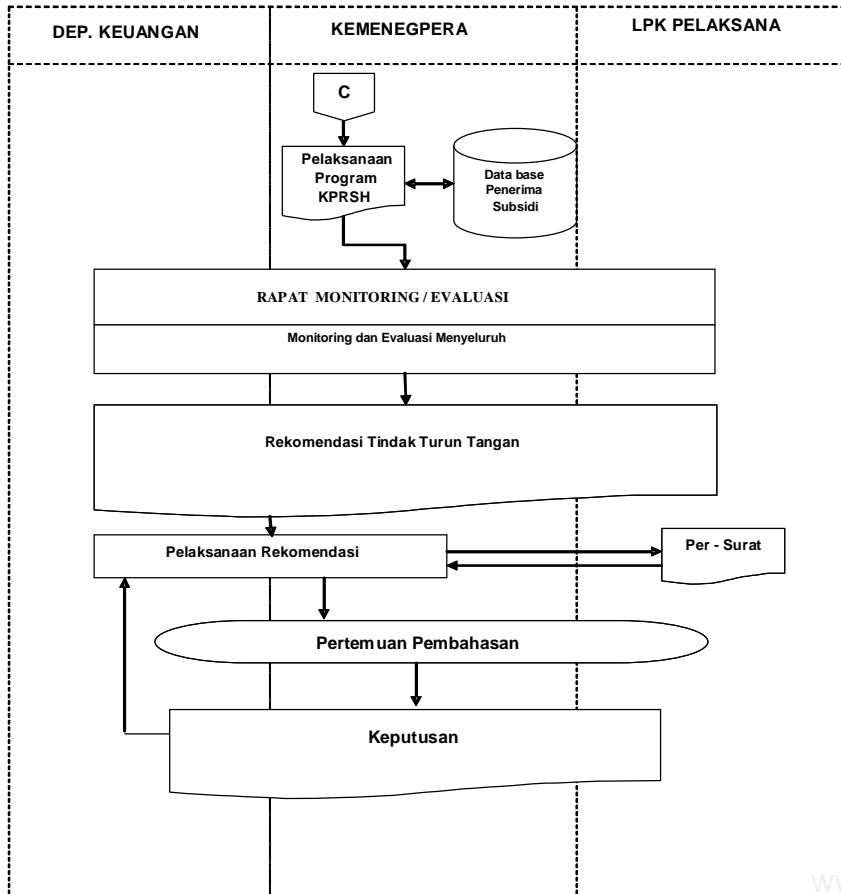 DEP. KEUANGAN
KEMENEGPERA
LPK PELAKSANA
C
Pelaksanaan
Program
KPRSH
Data base
Penerima
Subsidi
RAPAT MONITORING / EVALUASI
Monitoring dan Evaluasi Menyeluruh
Rekomendasi Tindak Turun Tangan
Pelaksanaan Rekomendasi
Per - Surat
Pertemuan Pembahasan
Keputusan